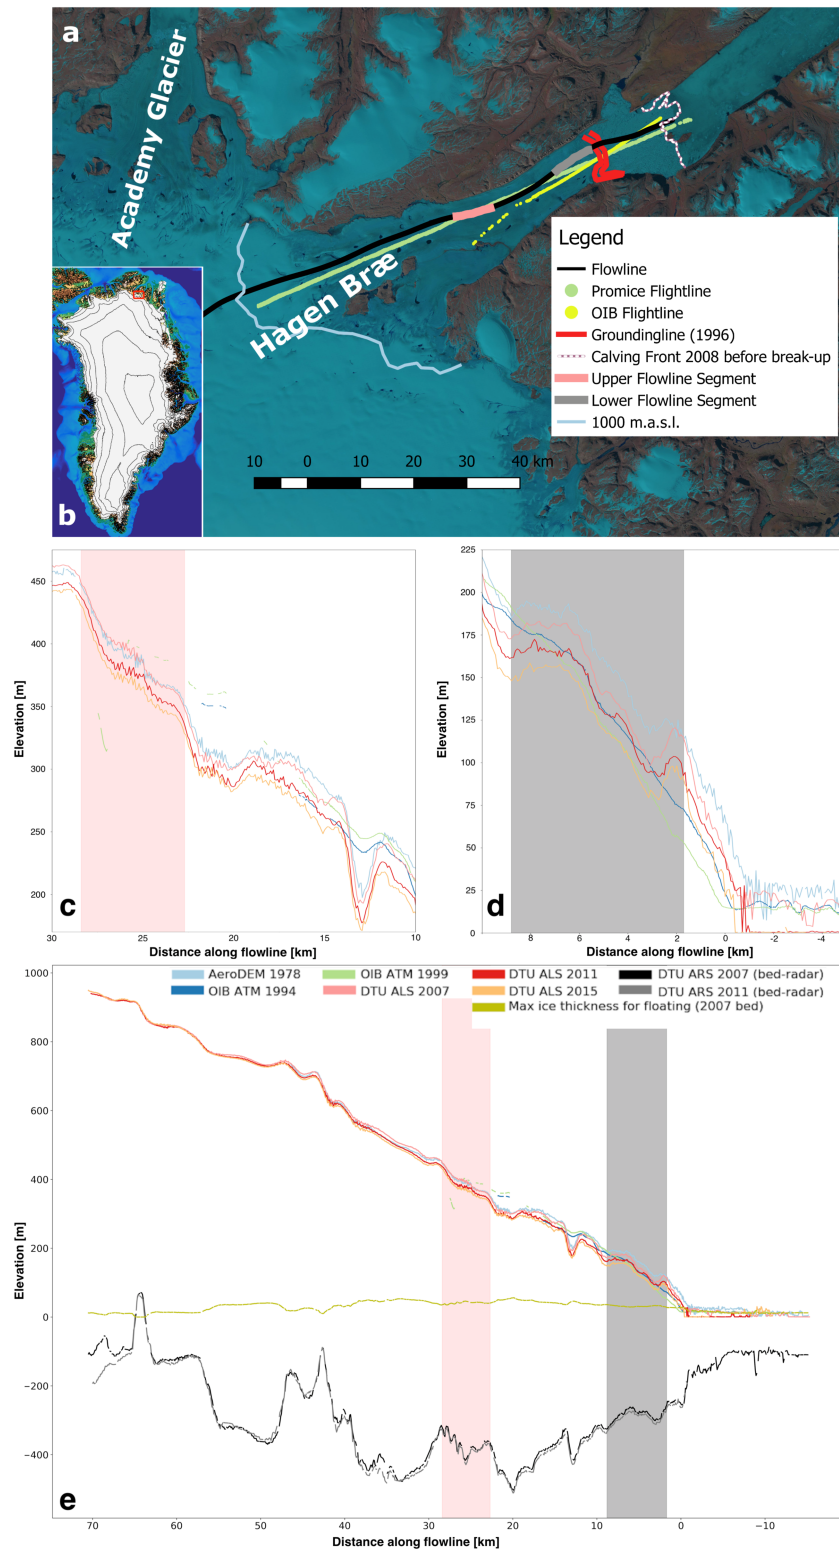 a
Academy Glacier
Hagen Bræ
Legend
Flowline
Promice Flightline
OIB Flightline
Groundingline (1996)
Calving Front 2008 before break-up
Upper Flowline Segment
Lower Flowline Segment
1000 m.a.s.l.
10 0 10 20 30 40 km
b
450
400
350
300
250
200
Elevation [m]
c
30 25 20 15 10
Distance along flowline [km]
225
200
175
150
125
100
75
50
25
0
Elevation [m]
d
8 6 4 2 0 -2 -4
Distance along flowline [km]
AeroDEM 1978
OIB ATM 1994
OIB ATM 1999
DTU ALS 2007
DTU ALS 2011
DTU ALS 2015
DTU ARS 2007 (bed-radar)
DTU ARS 2011 (bed-radar)
Max ice thickness for floating (2007 bed)
1000
800
600
400
200
0
−200
−400
Elevation [m]
e
70 60 50 40 30 20 10 0 −10
Distance along flowline [km]